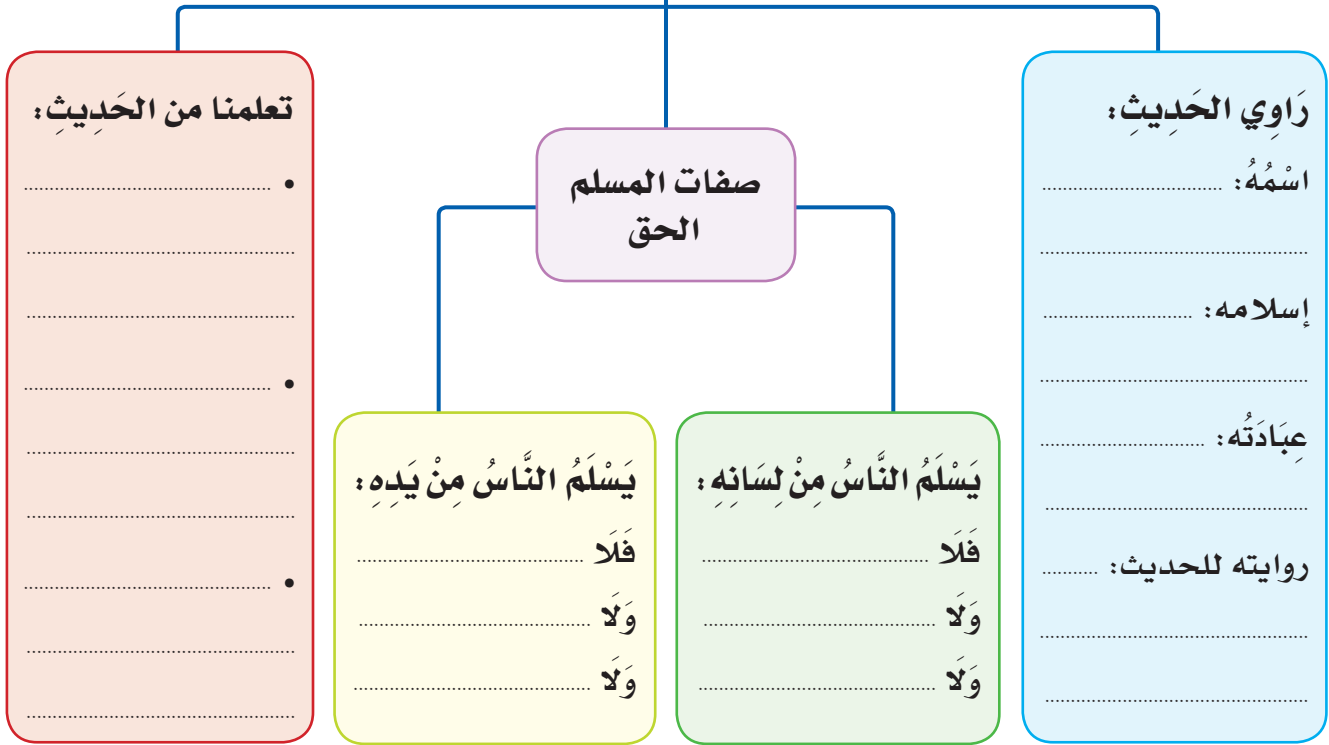 رَاوِي الحَدِيثِ:
اسْمُهُ: ..............................
............................................
إسلامه: .........................
............................................
عِبَادَتُه: ...........................
............................................
روايته للحديث: .........
............................................
............................................
صفات المسلم
الحق
يَسْلَمُ النَّاسُ مِنْ لِسَانِهِ:
فَلَا ......................................
وَلَا ......................................
وَلَا ......................................
يَسْلَمُ النَّاسُ مِنْ يَدِهِ:
فَلَا ......................................
وَلَا ......................................
وَلَا ......................................
تعلمنا من الحَدِيثِ:
• ........................................
............................................
............................................
• ........................................
............................................
............................................
• ........................................
............................................
............................................